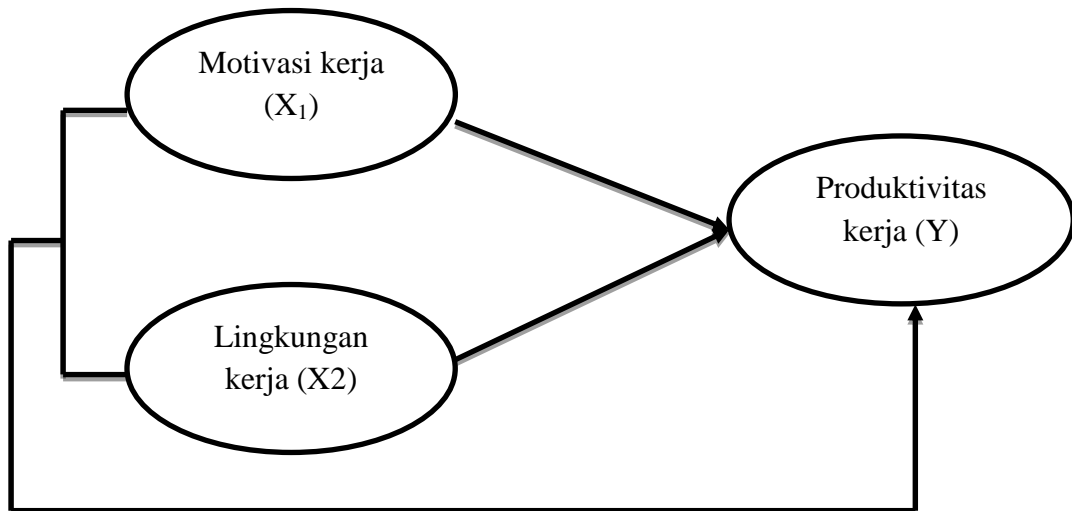 Motivasi kerja
(X₁)
Produktivitas
kerja (Y)
Lingkungan
kerja (X2)